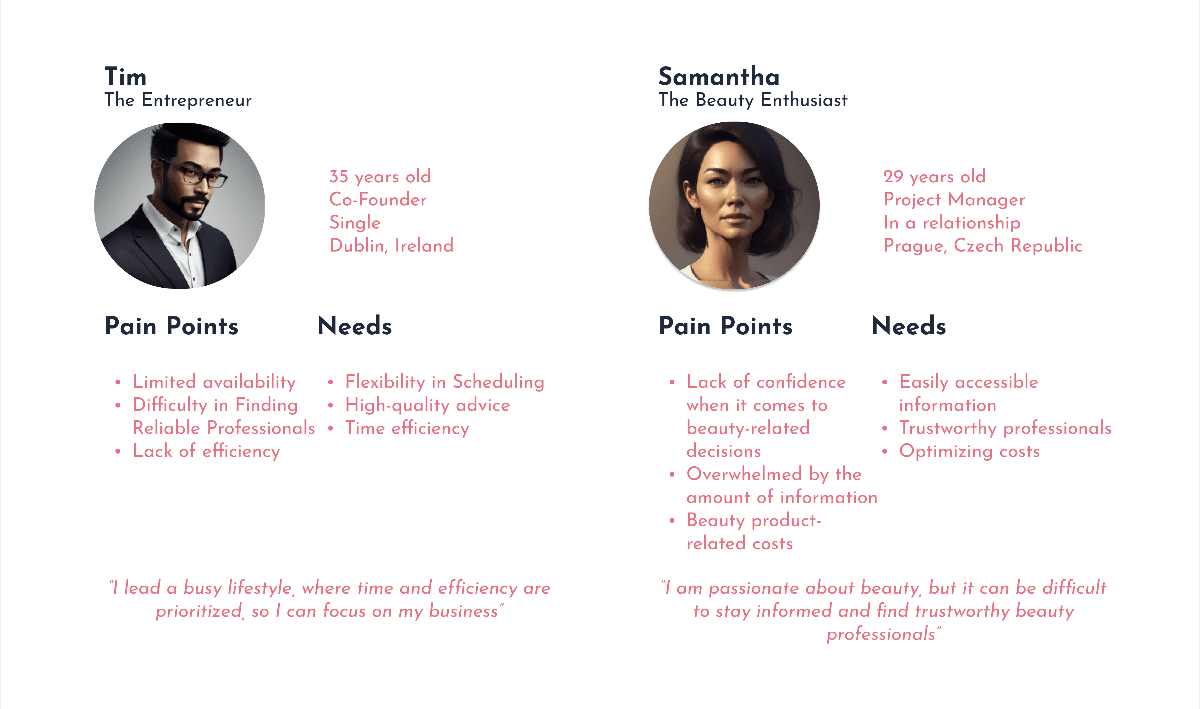 Tim
The Entrepreneur
35 years old
Co-Founder
Single
Dublin, Ireland
Pain Points
• Limited availability
• Difficulty in Finding
Reliable Professionals
• Lack of efficiency
Needs
• Flexibility in Scheduling
• High-quality advice
• Time efficiency
"I lead a busy lifestyle, where time and efficiency are
prioritized, so I can focus on my business"
Samantha
The Beauty Enthusiast
29 years old
Project Manager
In a relationship
Prague, Czech Republic
Pain Points
• Lack of confidence
when it comes to
beauty-related
decisions
• Overwhelmed by the
amount of information
• Beauty product-
related costs
Needs
• Easily accessible
information
• Trustworthy professionals
• Optimizing costs
"I am passionate about beauty, but it can be difficult
to stay informed and find trustworthy beauty
professionals"